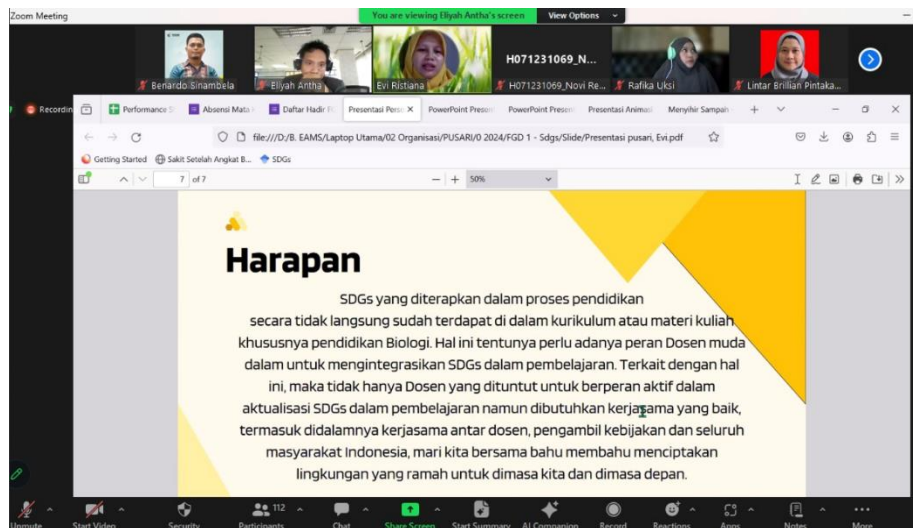 Zoom Meeting
You are viewing Eliyah Antha's screen View Options
H071231069_N...
Benardo Sinambela Eliyah Antha Evi Ristiana H071231069_Novi Re... Rafika Uksi Lintar Brillian Pintaka...
Recordin Performance S Absensi Mata Daftar Hadir Presentasi Pers PowerPoint Presen PowerPoint Presen Presentasi Animas Menyihir Sampah
file:///D:/B. EAMS/Laptop Utama/02 Organisasi/PUSARI/0 2024/FGD 1 - Sdgs/Slide/Presentasi pusari, Evi.pdf
Getting Started Sakit Setelah Angkat B... SDGs
7 of 7 50%
Harapan
SDGs yang diterapkan dalam proses pendidikan
secara tidak langsung sudah terdapat di dalam kurikulum atau materi kuliah
khususnya pendidikan Biologi. Hal ini tentunya perlu adanya peran Dosen muda
dalam untuk mengintegrasikan SDGs dalam pembelajaran. Terkait dengan hal
ini, maka tidak hanya Dosen yang dituntut untuk berperan aktif dalam
aktualisasi SDGs dalam pembelajaran namun dibutuhkan kerjasama yang baik,
termasuk didalamnya kerjasama antar dosen, pengambil kebijakan dan seluruh
masyarakat Indonesia, mari kita bersama bahu membahu menciptakan
lingkungan yang ramah untuk dimasa kita dan dimasa depan.
112
Unmute Start Video Security Participants Chat Share Screen Start Summary AI Companion Record Reactions Apps Notes More